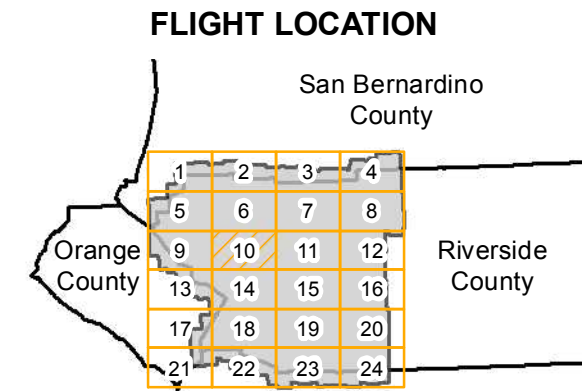 FLIGHT LOCATION
San Bernardino
County
1 2 3 4
5 6 7 8
9 10 11 12
Orange
County
Riverside
County
13 14 15 16
17 18 19 20
21 22 23 24